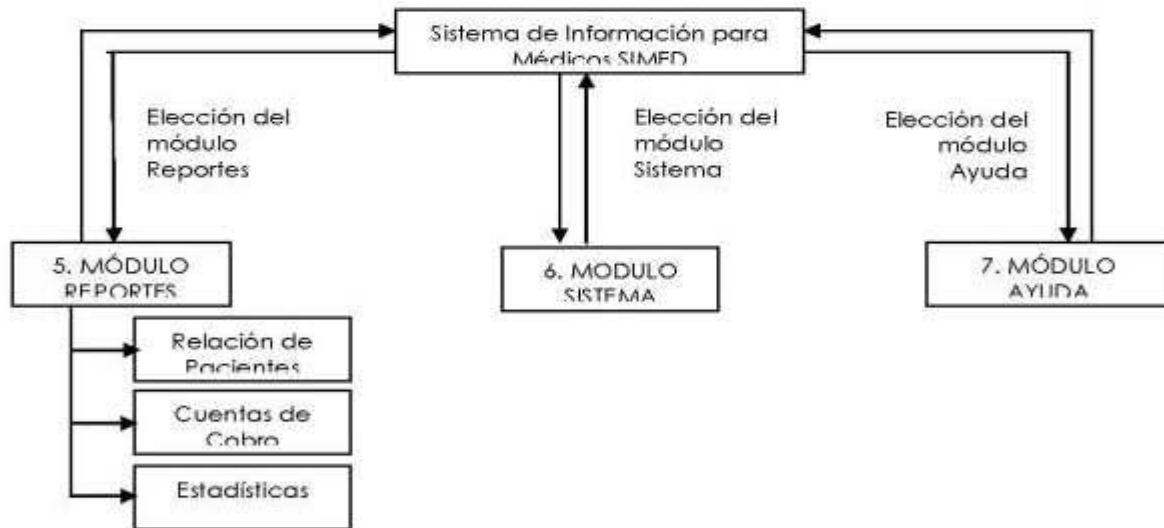 Sistema de Información para
Médicos SIMED
Elección del
módulo
Reportes
Elección del
módulo
Sistema
Elección del
módulo
Ayuda
5. MÓDULO
REPORTES
6. MODULO
SISTEMA
7. MÓDULO
AYUDA
Relación de
Pacientes
Cuentas de
Cobro
Estadísticas